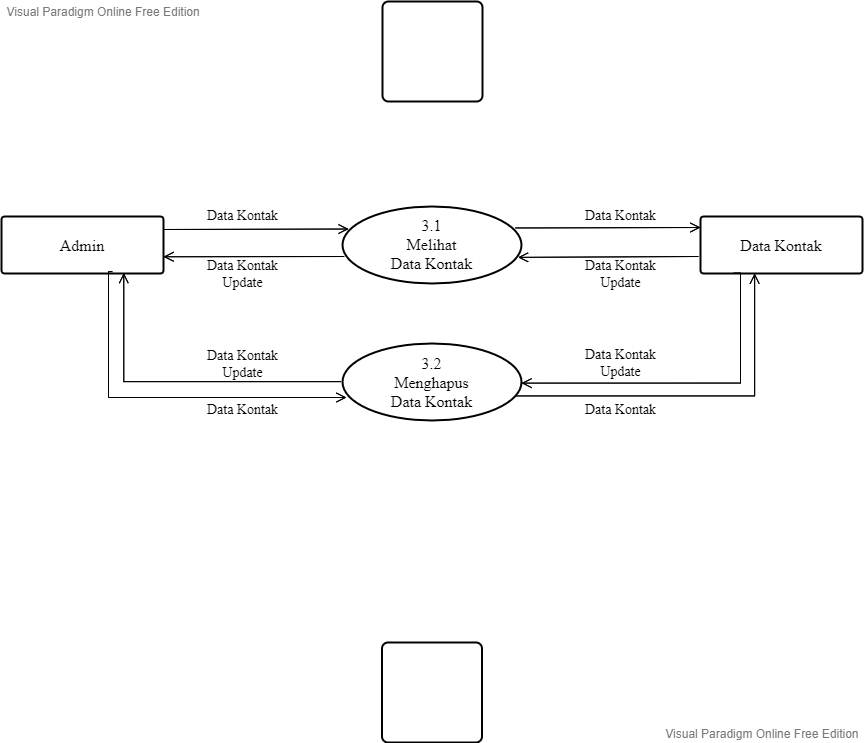 Visual Paradigm Online Free Edition
Data Kontak
Data Kontak
3.1
Melihat
Data Kontak
Admin
Data Kontak
Data Kontak
Update
Data Kontak
Update
Data Kontak
Update
Data Kontak
Update
3.2
Menghapus
Data Kontak
Data Kontak
Data Kontak
Visual Paradigm Online Free Edition